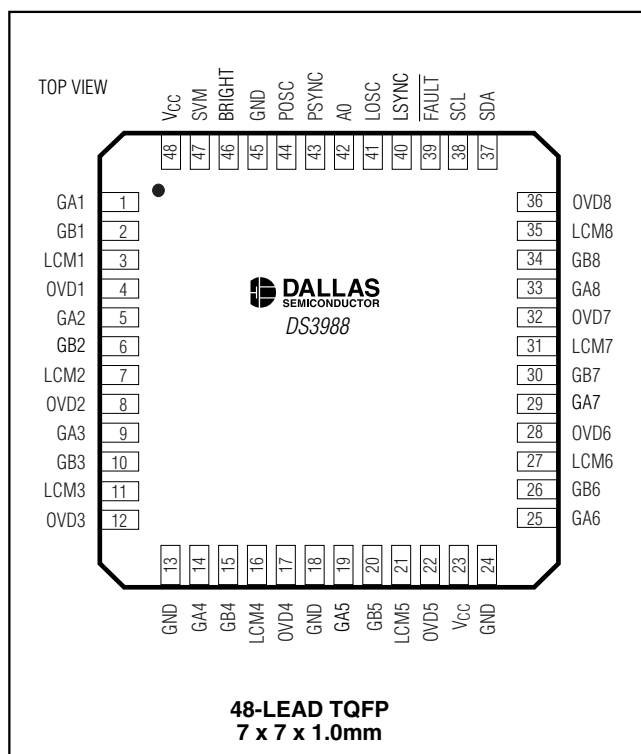 TOP VIEW
VCC
SVM
BRIGHT
GND
POSC
PSYNC
A0
LOSC
LSYNC
FAULT
SCL
SDA
48
47
46
45
44
43
42
41
40
39
38
37
GA1 1
GB1 2
LCM1 3
OVD1 4
GA2 5
GB2 6
LCM2 7
OVD2 8
GA3 9
GB3 10
LCM3 11
OVD3 12
DALLAS
SEMICONDUCTOR
DS3988
36 OVD8
35 LCM8
34 GB8
33 GA8
32 OVD7
31 LCM7
30 GB7
29 GA7
28 OVD6
27 LCM6
26 GB6
25 GA6
13
14
15
16
17
18
19
20
21
22
23
24
GND
GA4
GB4
LCM4
OVD4
GND
GA5
GB5
LCM5
OVD5
VCC
GND
48-LEAD TQFP
7 x 7 x 1.0mm